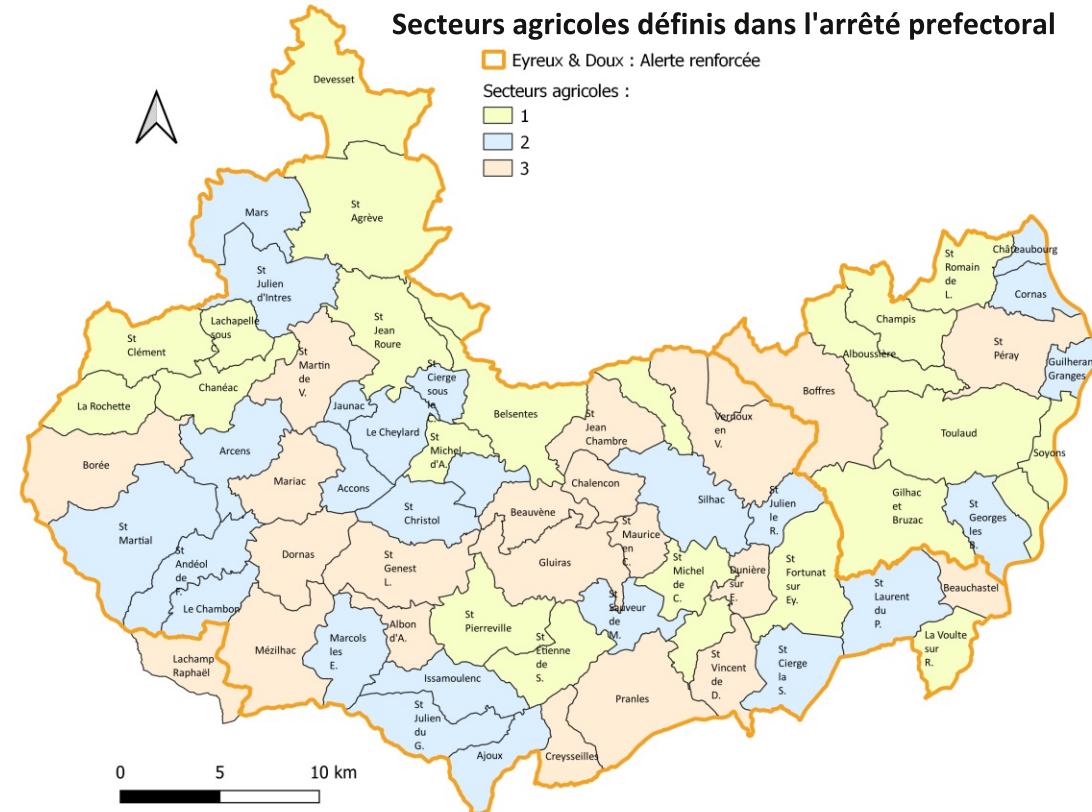 Secteurs agricoles définis dans l'arrêté prefectoral
Eyreux & Doux : Alerte renforcée
Secteurs agricoles :
1
2
3
Devesset
Mars
St
Agrève
St
Julien
d'Intres
Châteaubourg
St
Romain
de
L.
Cornas
Lachapelle
sous
C.
St
Clément
St
Jean
Roure
Champis
St
Péray
Alboussière
Guilheran
Granges
St
Martin
de
V.
Chanéac
St
Cierge
sous
le
C.
La Rochette
Jaunac
Belsentes
Boffres
Le Cheylard
St
Jean
Chambre
Vernoux
en
V.
Toulaud
St
Michel
d'A.
Soyons
Arcens
Borée
Mariac
Accons
Chalencon
Silhac
St
Julien
le
R.
Gilhac
et
Bruzac
St
Georges
les
B.
St
Christol
Beauvène
St
Martial
St
Maurice
en
C.
St
Andéol
de
F.
Dornas
St
Genest
L.
Gluiras
St
Michel
de
C.
Dunière
sur
E.
St
Fortunat
sur
Ey.
St
Laurent
du
P.
Beauchastel
Le Chambon
St
Sauveur
de
M.
St
Pierreville
Albon
d'A.
Marcols
les
E.
St
Etienne
de
S.
La Voulte
sur
R.
Mézilhac
Lachamp
Raphaël
St
Vincent
de
D.
St
Cierge
la
S.
Issamoulenc
Pranles
St
Julien
du
G.
Ajoux
Creysseilles
0 5 10 km